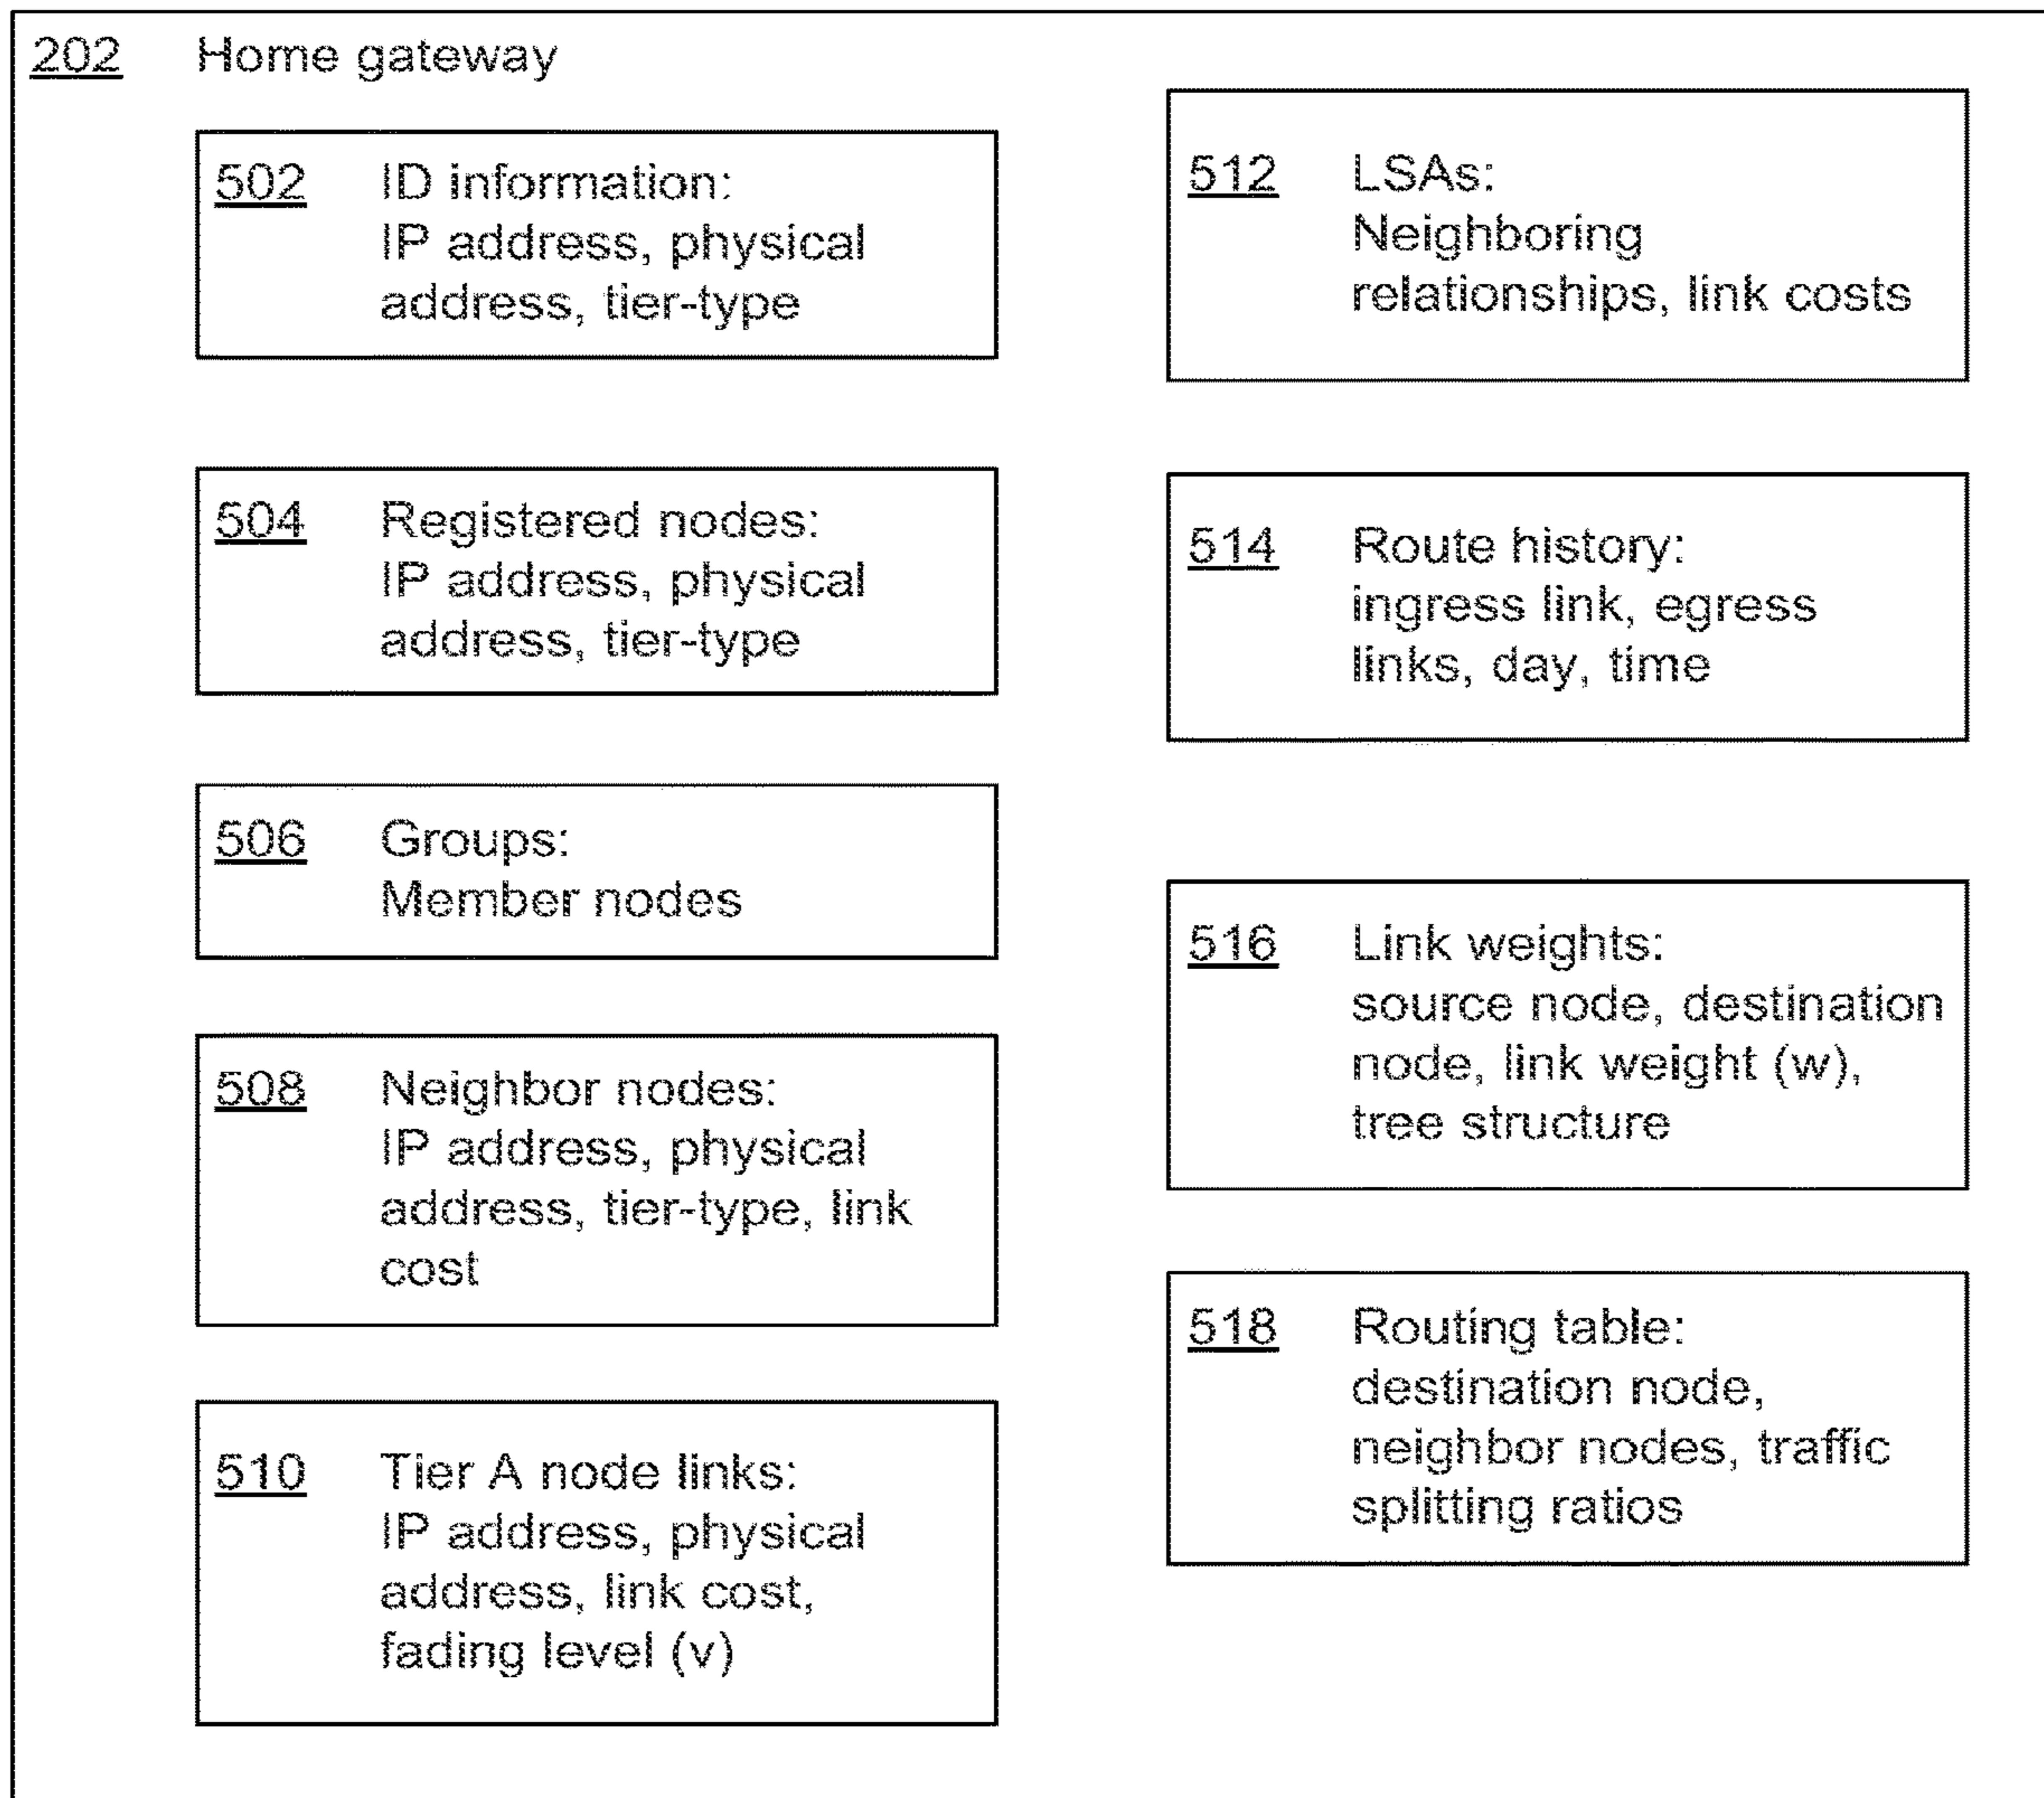 202 Home gateway
502 ID information:
IP address, physical
address, tier-type
504 Registered nodes:
IP address, physical
address, tier-type
506 Groups:
Member nodes
508 Neighbor nodes:
IP address, physical
address, tier-type, link
cost
510 Tier A node links:
IP address, physical
address, link cost,
fading level (v)
512 LSAs:
Neighboring
relationships, link costs
514 Route history:
ingress link, egress
links, day, time
516 Link weights:
source node, destination
node, link weight (w),
tree structure
518 Routing table:
destination node,
neighbor nodes, traffic
splitting ratios